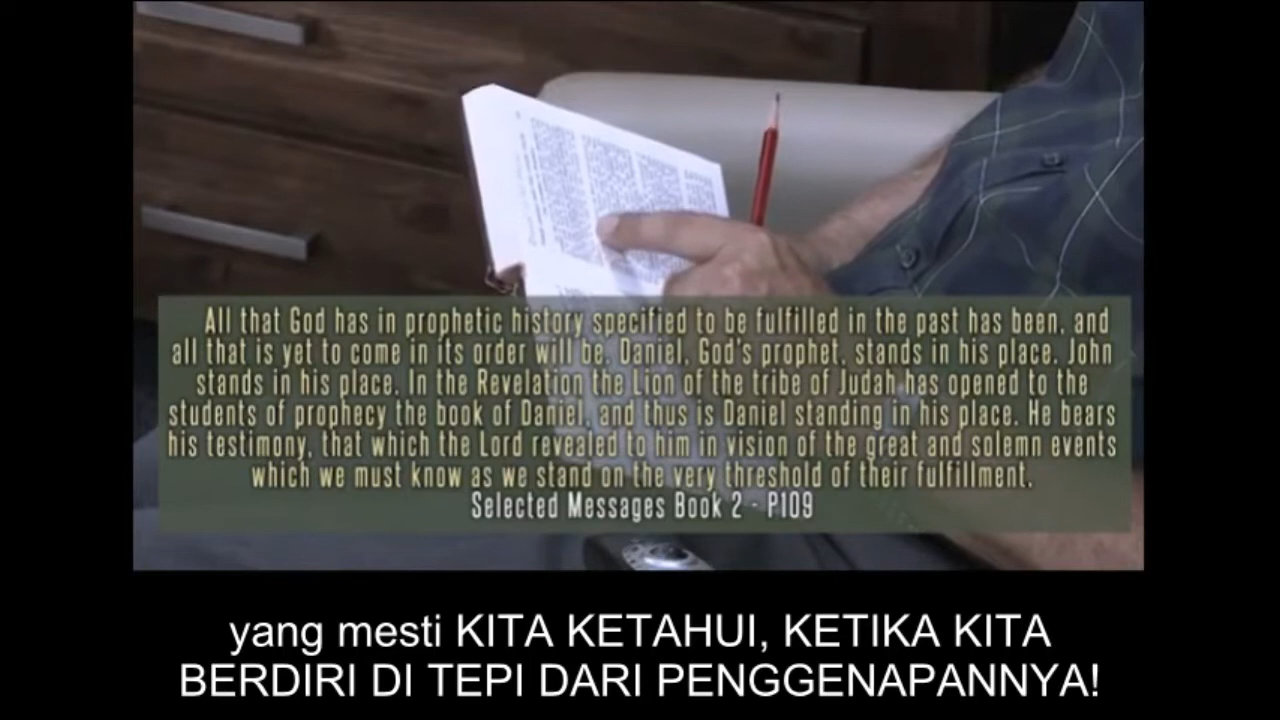 All that God has in prophetic history specified to be fulfilled in the past has been, and
all that is yet to come in its order will be. Daniel, God's prophet, stands in his place. John
stands in his place. In the Revelation the Lion of the tribe of Judah has opened to the
students of prophecy the book of Daniel, and thus is Daniel standing in his place. He bears
his testimony, that which the Lord revealed to him in vision of the great and solemn events
which we must know as we stand on the very threshold of their fulfillment.
Selected Messages Book 2 - P109
yang mesti KITA KETAHUI, KETIKA KITA
BERDIRI DI TEPI DARI PENGGENAPANNYA!